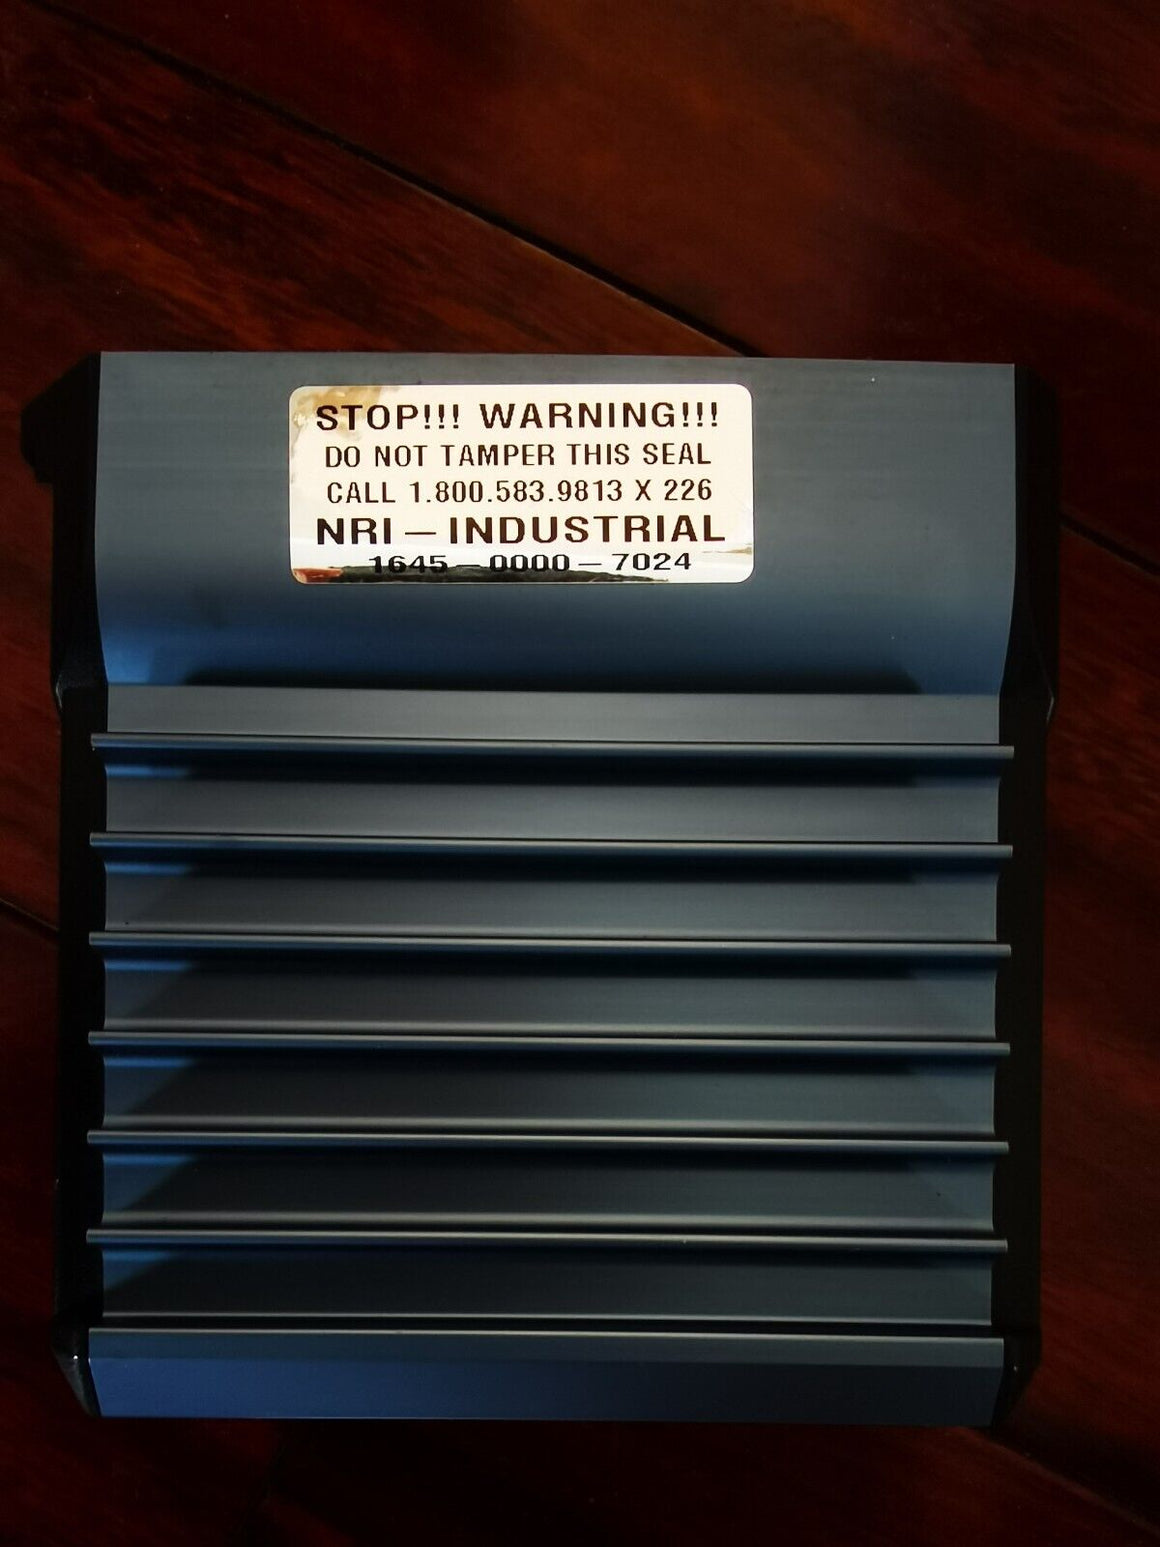 STOP!!! WARNING!!!
DO NOT TAMPER THIS SEAL
CALL 1.800.583.9813 X 226
NRI – INDUSTRIAL
1645 – 0000 – 7024